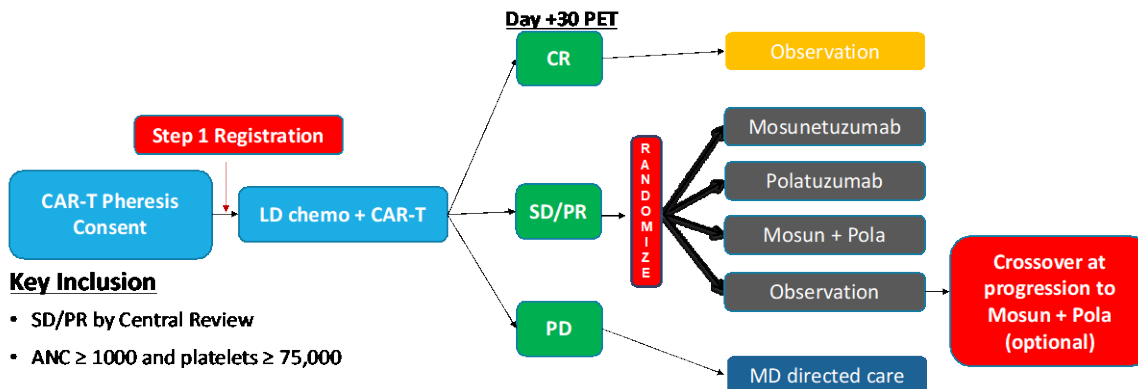 Day +30 PET
CR
Observation
Step 1 Registration
CAR-T Pheresis
Consent
LD chemo + CAR-T
SD/PR
RANDOMIZE
Mosunetuzumab
Polatuzumab
Mosun + Pola
Observation
Crossover at
progression to
Mosun + Pola
(optional)
PD
MD directed care
Key Inclusion
• SD/PR by Central Review
• ANC ≥ 1000 and platelets ≥ 75,000